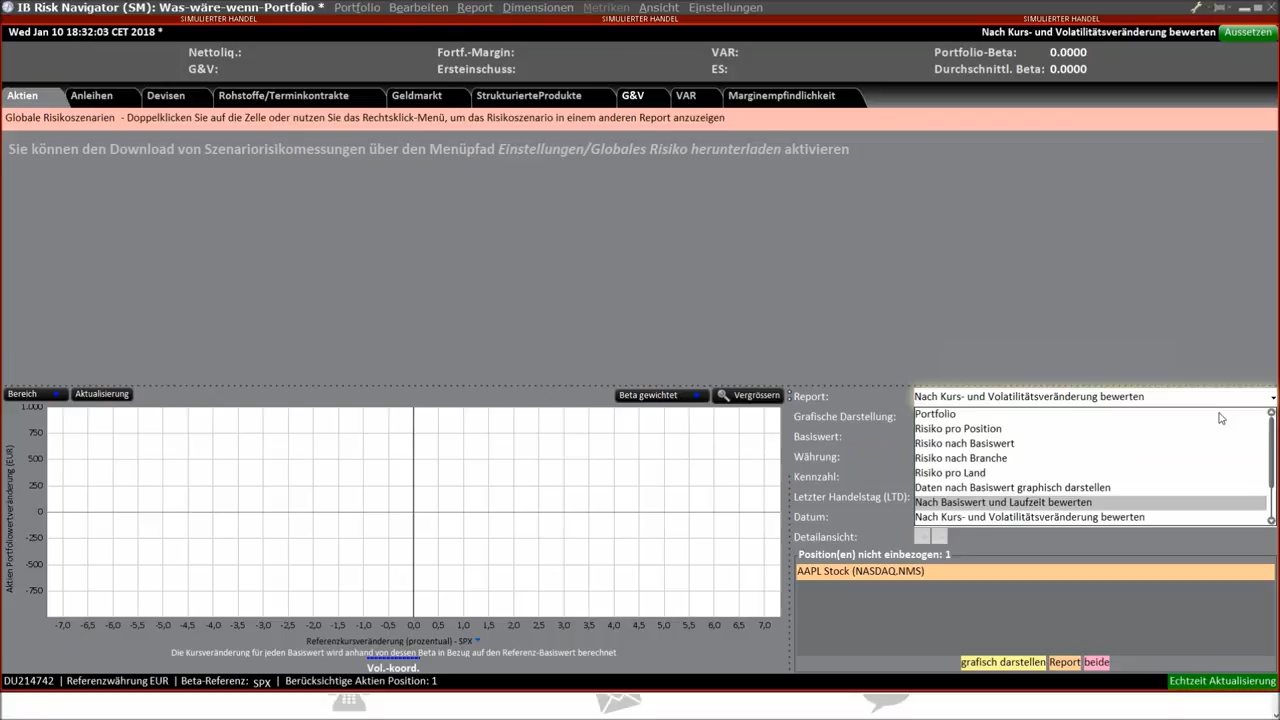 IB Risk Navigator (SM): Was-wäre-wenn-Portfolio * Portfolio Bearbeiten Report Dimensionen Metriken Ansicht Einstellungen
SIMULIERTER HANDEL SIMULIERTER HANDEL SIMULIERTER HANDEL
Wed Jan 10 18:32:03 CET 2018 * Nach Kurs- und Volatilitätsveränderung bewerten Aussetzen
Nettoliq.: Fortf.-Margin: VAR: Portfolio-Beta: 0.0000
G&V: Ersteinschuss: ES: Durchschnittl. Beta: 0.0000
Aktien Anleihen Devisen Rohstoffe/Terminkontrakte Geldmarkt StrukturierteProdukte G&V VAR Marginempfindlichkeit
Globale Risikoszenarien - Doppelklicken Sie auf die Zelle oder nutzen Sie das Rechtsklick-Menü, um das Risikoszenario in einem anderen Report anzuzeigen
Sie können den Download von Szenariorisikomessungen über den Menüpfad Einstellungen/Globales Risiko herunterladen aktivieren
Bereich Aktualisierung Beta gewichtet Vergrössern
Report: Nach Kurs- und Volatilitätsveränderung bewerten
Grafische Darstellung:
Basiswert:
Währung:
Kennzahl:
Letzter Handelstag (LTD):
Datum:
Detailansicht:
Portfolio
Risiko pro Position
Risiko nach Basiswert
Risiko nach Branche
Risiko pro Land
Daten nach Basiswert graphisch darstellen
Nach Basiswert und Laufzeit bewerten
Nach Kurs- und Volatilitätsveränderung bewerten
Position(en) nicht einbezogen: 1
AAPL Stock (NASDAQ.NMS)
grafisch darstellen Report beide
Aktien Portfoliowertveränderung (EUR)
1.000
750
500
250
0
-250
-500
-750
-7,0 -6,5 -6,0 -5,5 -5,0 -4,5 -4,0 -3,5 -3,0 -2,5 -2,0 -1,5 -1,0 -0,5 0,0 0,5 1,0 1,5 2,0 2,5 3,0 3,5 4,0 4,5 5,0 5,5 6,0 6,5 7,0
Referenzkursveränderung (prozentual) - SPX
Die Kursveränderung für jeden Basiswert wird anhand von dessen Beta in Bezug auf den Referenz-Basiswert berechnet
Vol.-koord.
DU214742 | Referenzwährung EUR | Beta-Referenz: SPX | Berücksichtige Aktien Position: 1 Echtzeit Aktualisierung